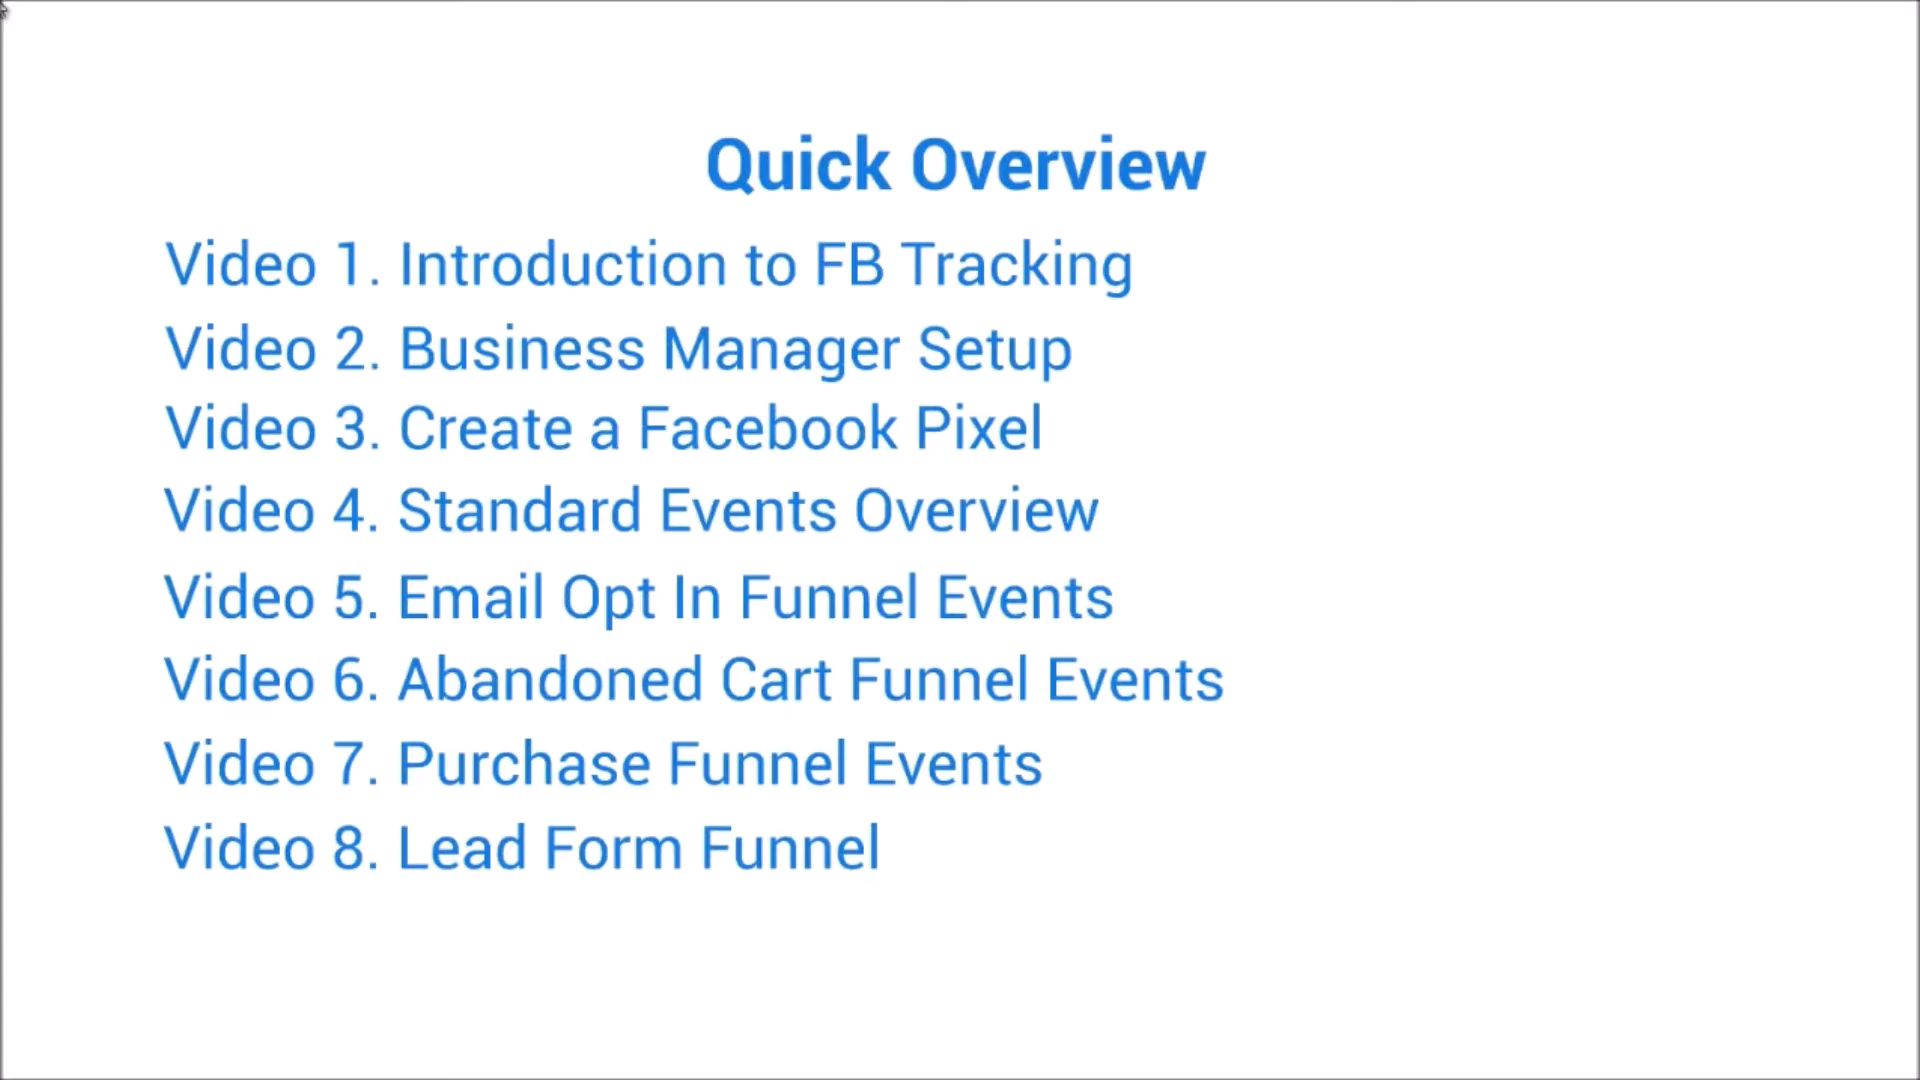 Quick Overview
Video 1. Introduction to FB Tracking
Video 2. Business Manager Setup
Video 3. Create a Facebook Pixel
Video 4. Standard Events Overview
Video 5. Email Opt In Funnel Events
Video 6. Abandoned Cart Funnel Events
Video 7. Purchase Funnel Events
Video 8. Lead Form Funnel